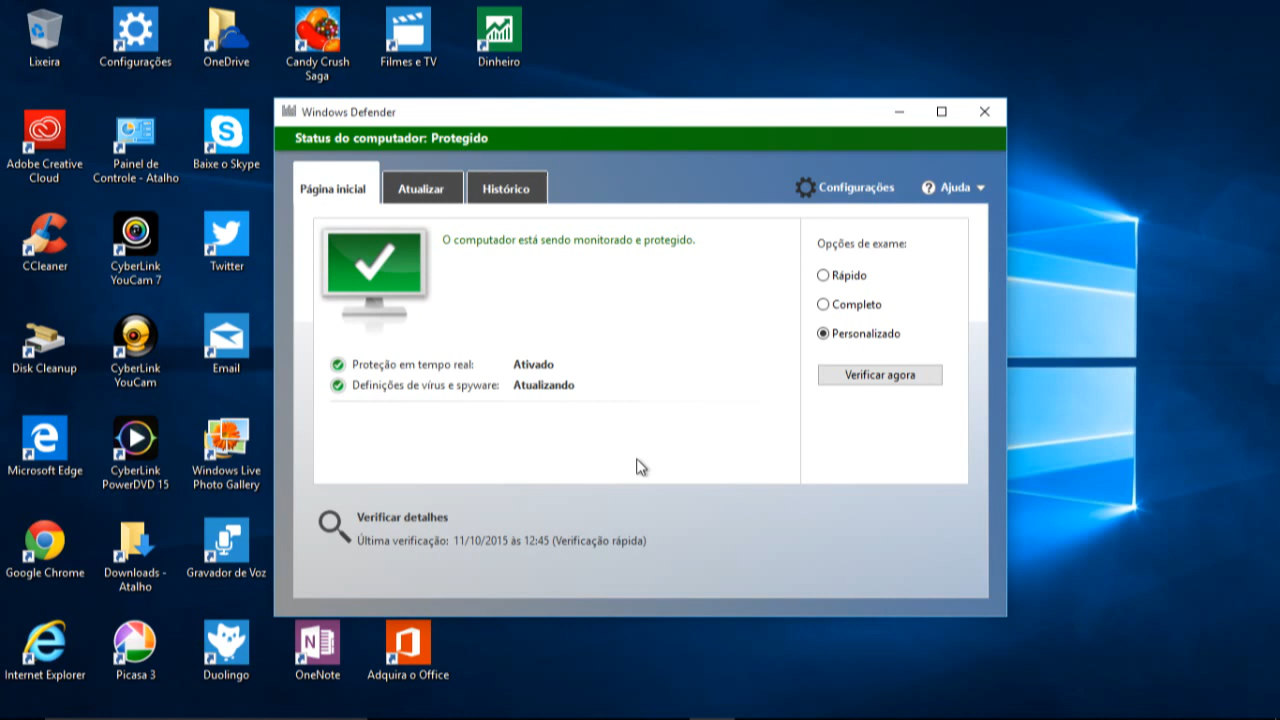 Lixeira
Configurações
OneDrive
Candy Crush
Saga
Filmes e TV
Dinheiro
Adobe Creative
Cloud
Painel de
Controle - Atalho
Baixe o Skype
CCleaner
CyberLink
YouCam 7
Twitter
Disk Cleanup
CyberLink
YouCam
Email
Microsoft Edge
CyberLink
PowerDVD 15
Windows Live
Photo Gallery
Google Chrome
Downloads -
Atalho
Gravador de Voz
Internet Explorer
Picasa 3
Duolingo
OneNote
Adquira o Office
Windows Defender
Status do computador: Protegido
Página inicial
Atualizar
Histórico
Configurações
? Ajuda
O computador está sendo monitorado e protegido.
Proteção em tempo real: Ativado
Definições de vírus e spyware: Atualizando
Opções de exame:
Rápido
Completo
Personalizado
Verificar agora
Verificar detalhes
Última verificação: 11/10/2015 às 12:45 (Verificação rápida)